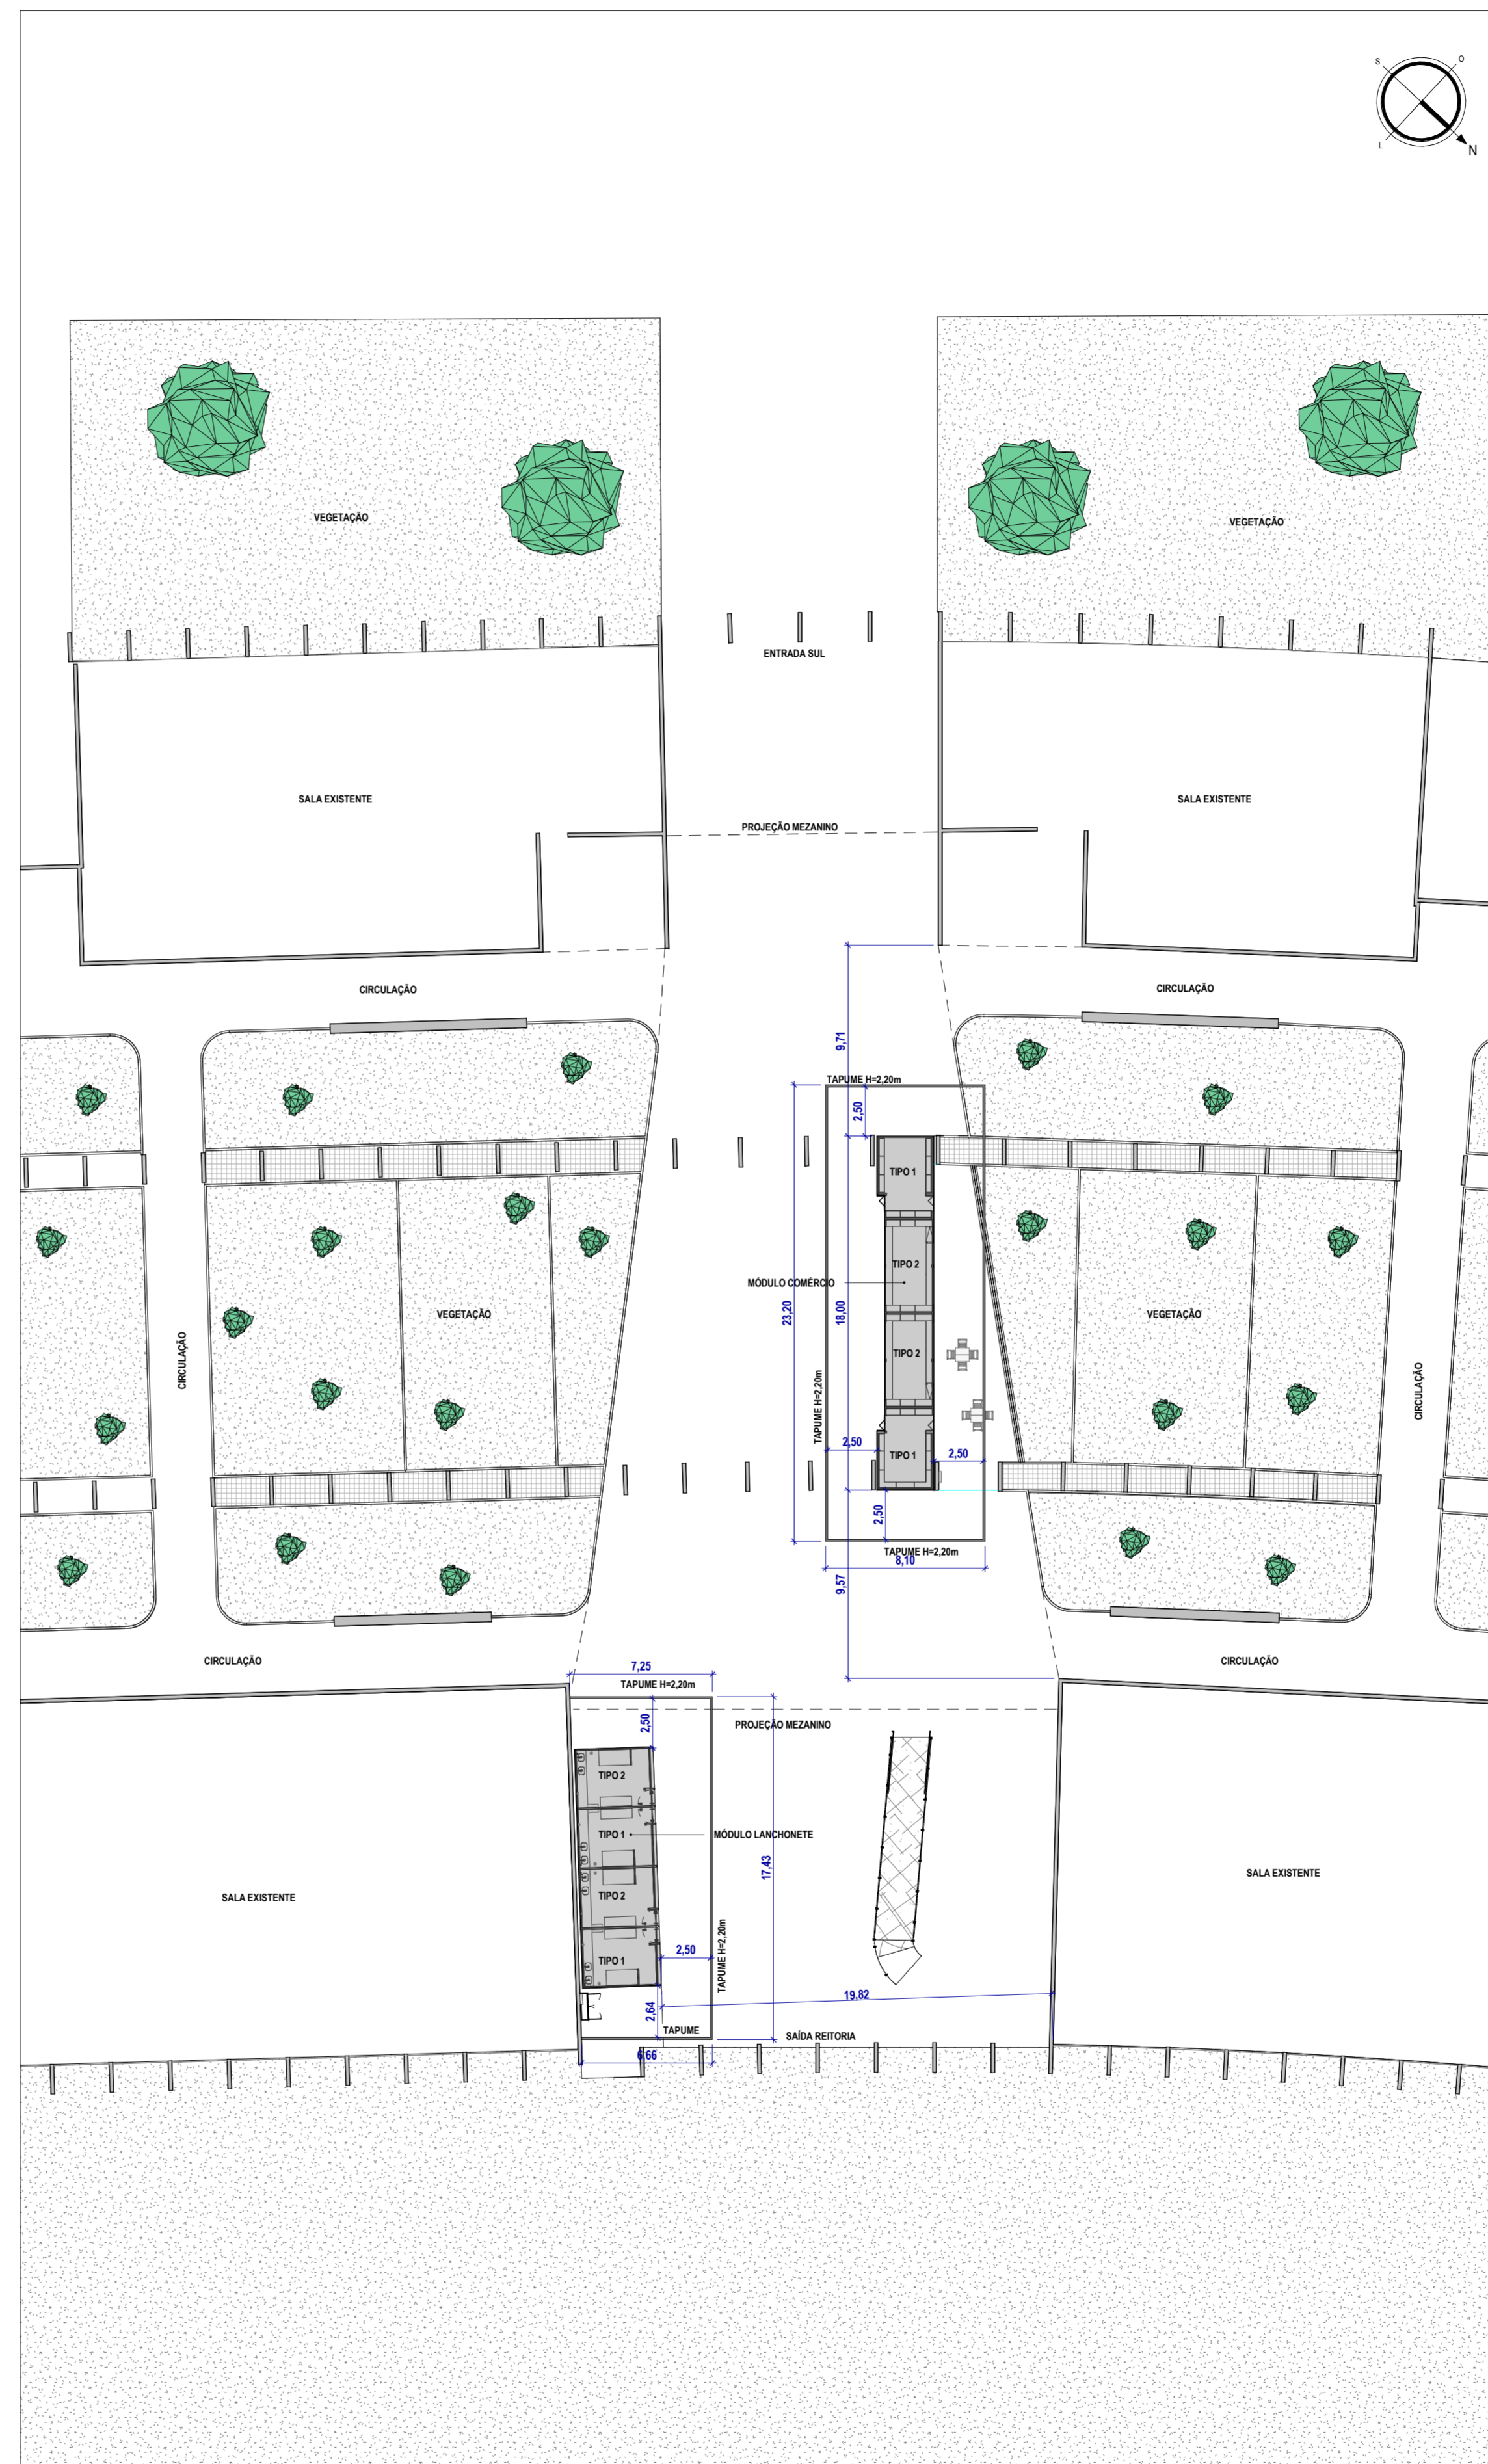 S
O
L
N
VEGETAÇÃO
VEGETAÇÃO
ENTRADA SUL
SALA EXISTENTE
SALA EXISTENTE
PROJEÇÃO MEZANINO
CIRCULAÇÃO
CIRCULAÇÃO
9,71
TAPUME H=2,20m
2,50
TIPO 1
TIPO 2
MÓDULO COMÉRCIO
23,20
18,00
VEGETAÇÃO
VEGETAÇÃO
CIRCULAÇÃO
CIRCULAÇÃO
TIPO 2
TAPUME H=2,20m
2,50
TIPO 1
2,50
2,50
TAPUME H=2,20m
8,10
9,57
CIRCULAÇÃO
CIRCULAÇÃO
7,25
TAPUME H=2,20m
2,50
PROJEÇÃO MEZANINO
TIPO 2
TIPO 1
MÓDULO LANCHONETE
17,43
SALA EXISTENTE
SALA EXISTENTE
TIPO 2
2,50
TAPUME H=2,20m
TIPO 1
19,82
2,64
TAPUME
SAÍDA REITORIA
6,66